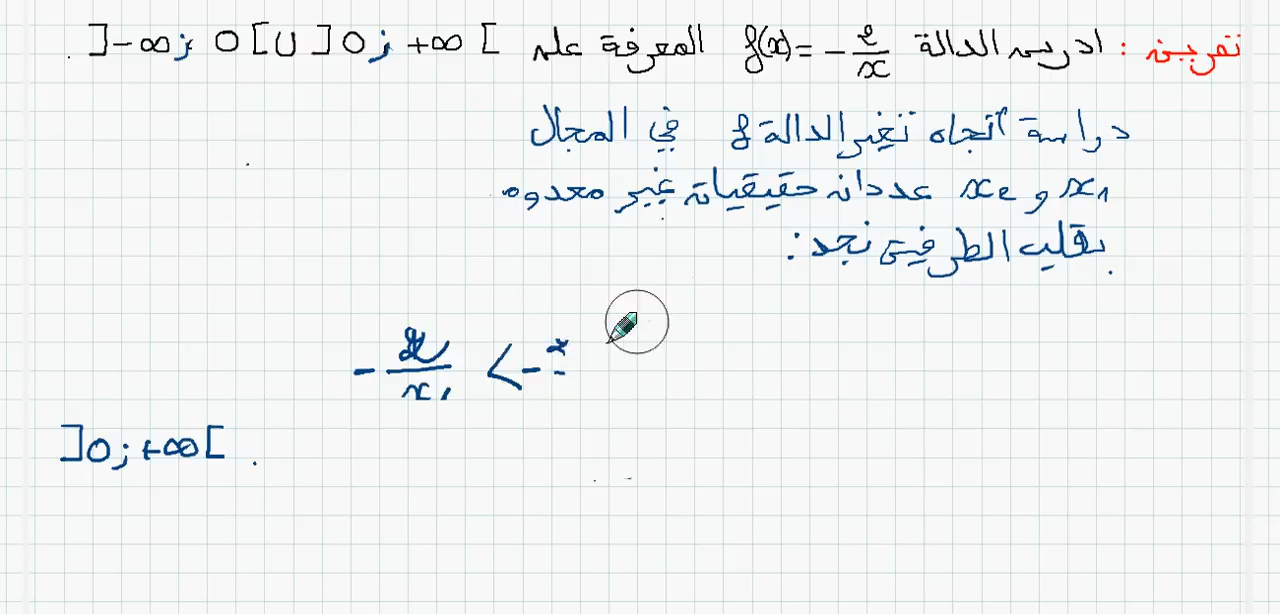 تمرين : ادرس الدالة f(x) = -2/x المعرفة على ]-∞; 0[ U ]0; +∞[
دراسة اتجاه تغير الدالة f في المجال
x₁ و x₂ عددان حقيقيان غير معدوم
بقلب الطرفين نجد :
-2/x₁ < -
]0; +∞[